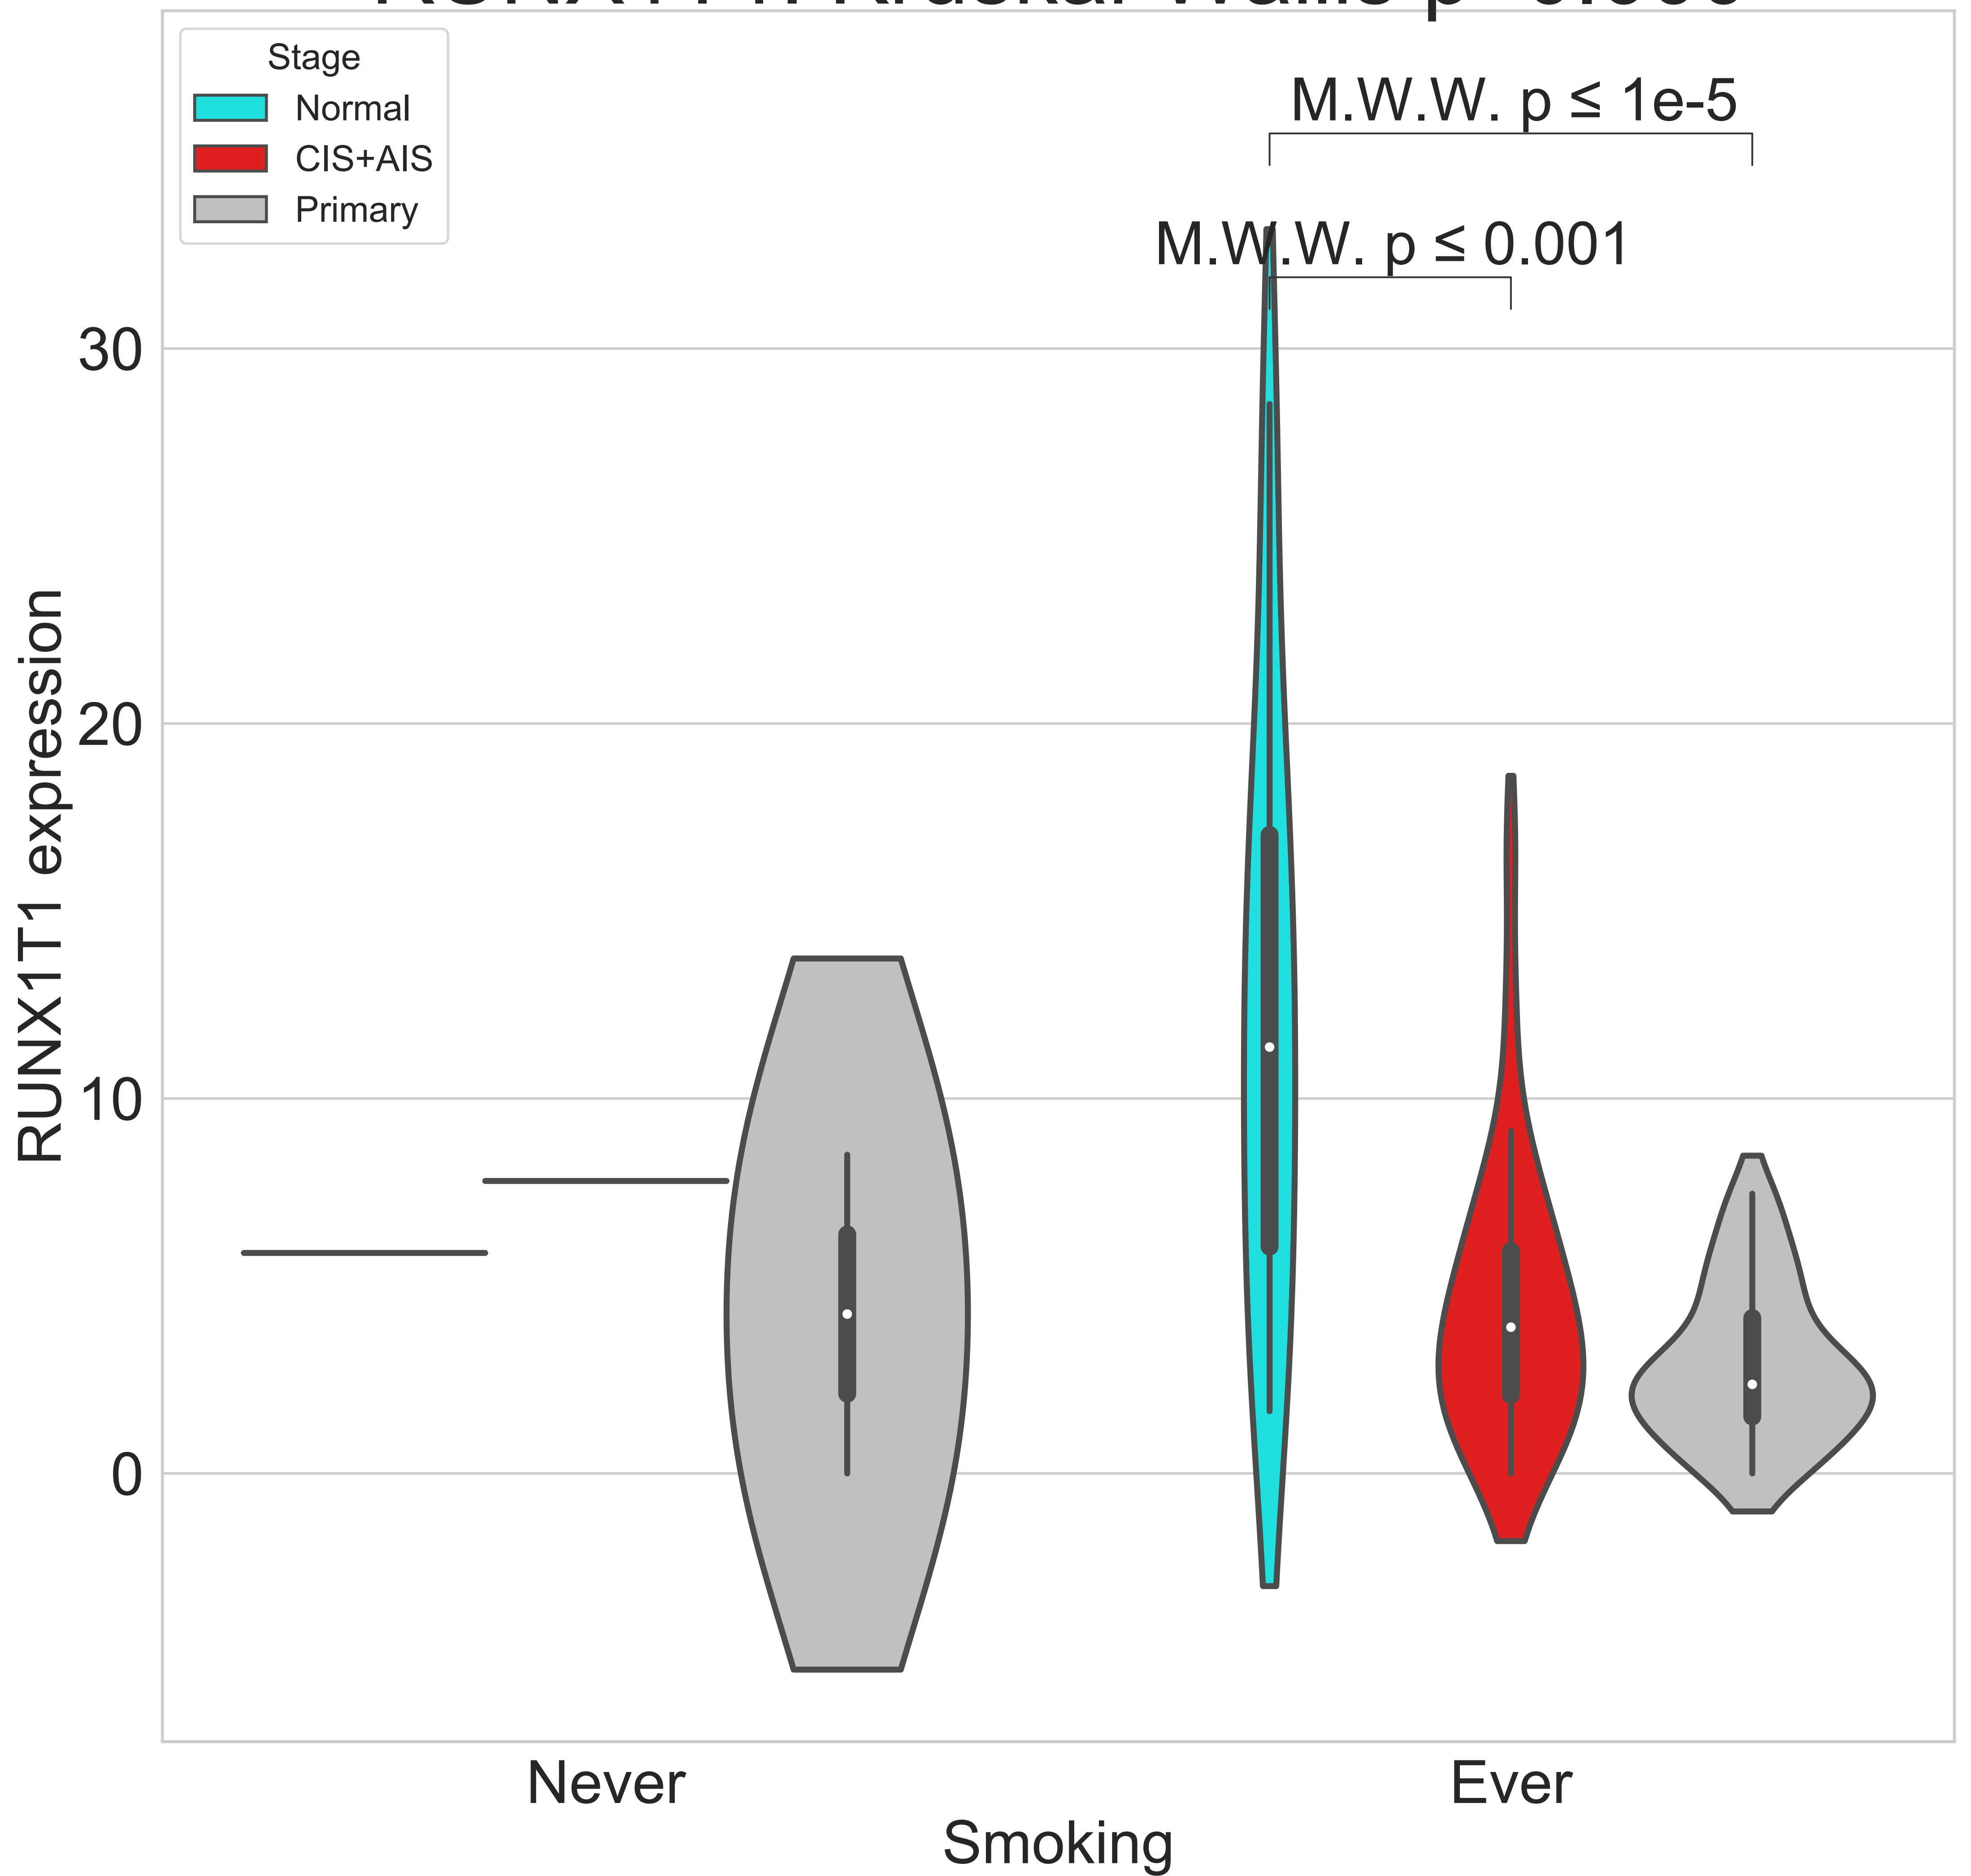 Stage
Normal
CIS+AIS
Primary
M.W.W. p ≤ 1e-5
M.W.W. p ≤ 0.001
30
20
10
0
RUNX1T1 expression
Never
Ever
Smoking